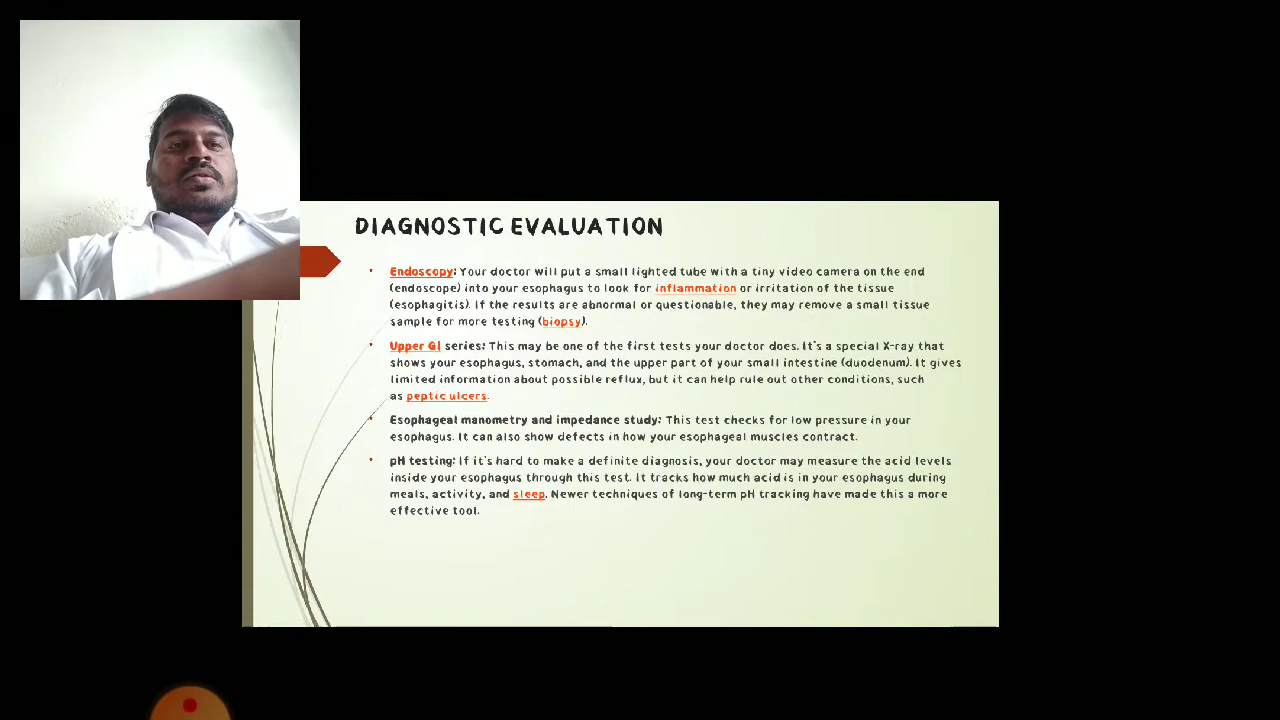 DIAGNOSTIC EVALUATION
• Endoscopy: Your doctor will put a small lighted tube with a tiny video camera on the end
(endoscope) into your esophagus to look for inflammation or irritation of the tissue
(esophagitis). If the results are abnormal or questionable, they may remove a small tissue
sample for more testing (biopsy).
• Upper GI series: This may be one of the first tests your doctor does. It's a special X-ray that
shows your esophagus, stomach, and the upper part of your small intestine (duodenum). It gives
limited information about possible reflux, but it can help rule out other conditions, such
as peptic ulcers.
• Esophageal manometry and impedance study: This test checks for low pressure in your
esophagus. It can also show defects in how your esophageal muscles contract.
• pH testing: If it's hard to make a definite diagnosis, your doctor may measure the acid levels
inside your esophagus through this test. It tracks how much acid is in your esophagus during
meals, activity, and sleep. Newer techniques of long-term pH tracking have made this a more
effective tool.